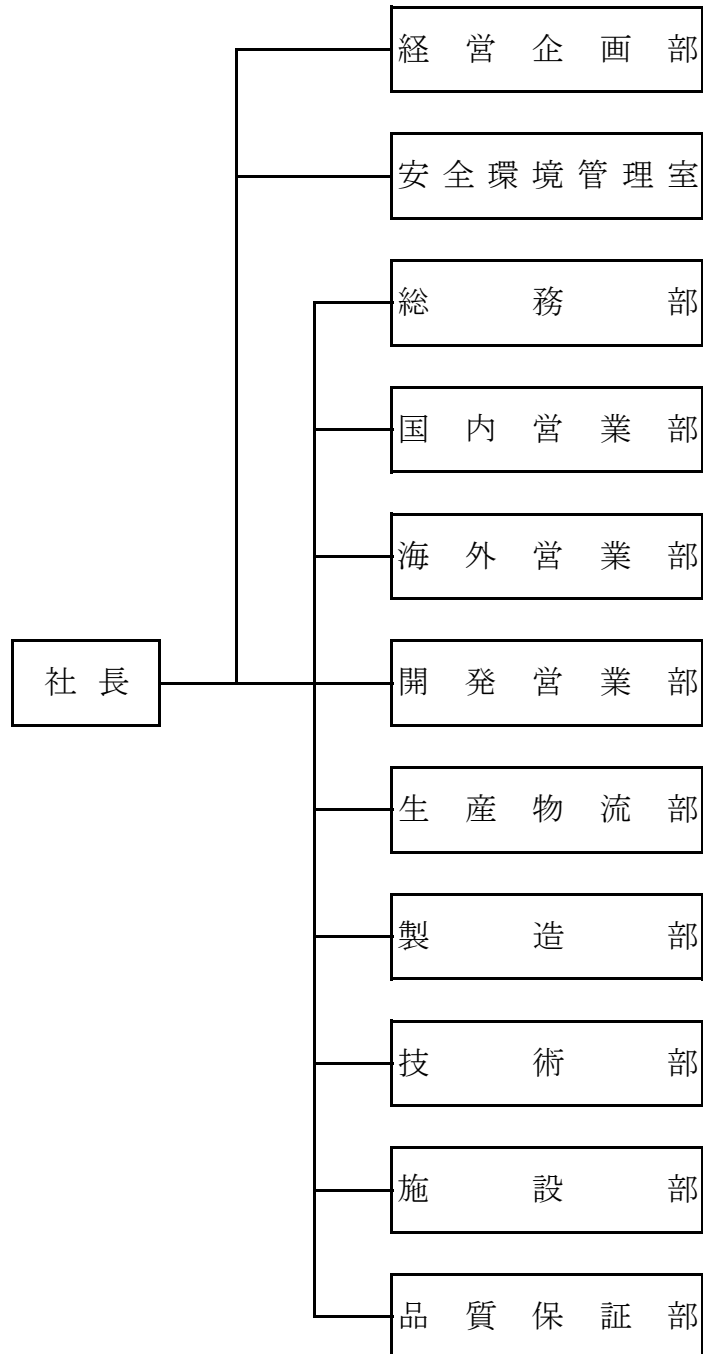 経営企画部
安全環境管理室
総務部
国内営業部
海外営業部
社長
開発営業部
生産物流部
製造部
技術部
施設部
品質保証部